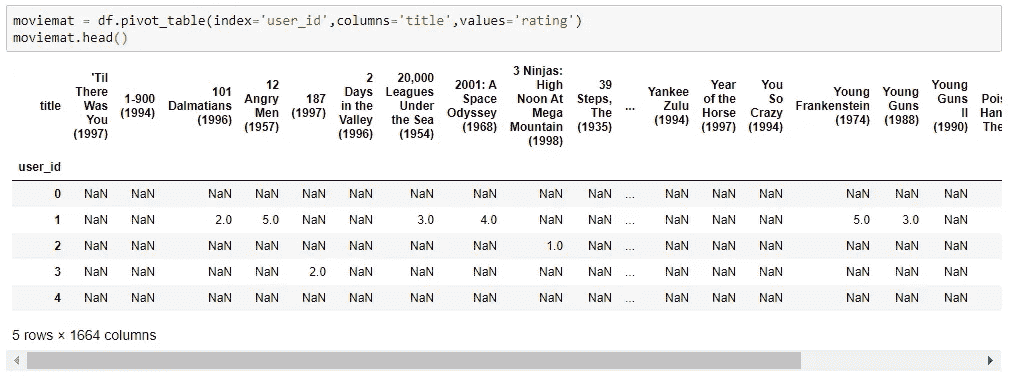 moviemat = df.pivot_table(index='user_id',columns='title',values='rating')
moviemat.head()
title 'Til There Was You (1997) 1-900 (1994) 101 Dalmatians (1996) 12 Angry Men (1957) 187 (1997) 2 Days in the Valley (1996) 20,000 Leagues Under the Sea (1954) 2001: A Space Odyssey (1968) 3 Ninjas: High Noon At Mega Mountain (1998) 39 Steps, The (1935) ... Yankee Zulu (1994) Year of the Horse (1997) You So Crazy (1994) Young Frankenstein (1974) Young Guns (1988) Young Guns II (1990)
user_id
0 NaN NaN NaN NaN NaN NaN NaN NaN NaN NaN ... NaN NaN NaN NaN NaN NaN
1 NaN NaN 2.0 5.0 NaN NaN 3.0 4.0 NaN NaN ... NaN NaN NaN 5.0 3.0 NaN
2 NaN NaN NaN NaN NaN NaN NaN NaN 1.0 NaN ... NaN NaN NaN NaN NaN NaN
3 NaN NaN NaN NaN 2.0 NaN NaN NaN NaN NaN ... NaN NaN NaN NaN NaN NaN
4 NaN NaN NaN NaN NaN NaN NaN NaN NaN NaN ... NaN NaN NaN NaN NaN NaN
5 rows × 1664 columns